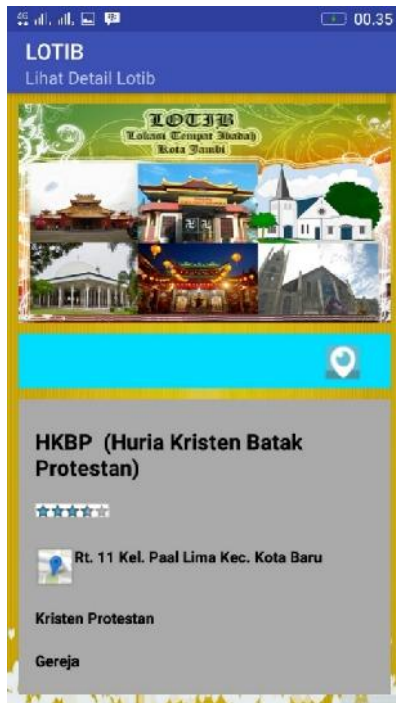 4G
00.35
LOTIB
Lihat Detail Lotib
LOTIB
(Lokasi Tempat Ibadah)
Kota Jambi
HKBP (Huria Kristen Batak
Protestan)
Rt. 11 Kel. Paal Lima Kec. Kota Baru
Kristen Protestan
Gereja